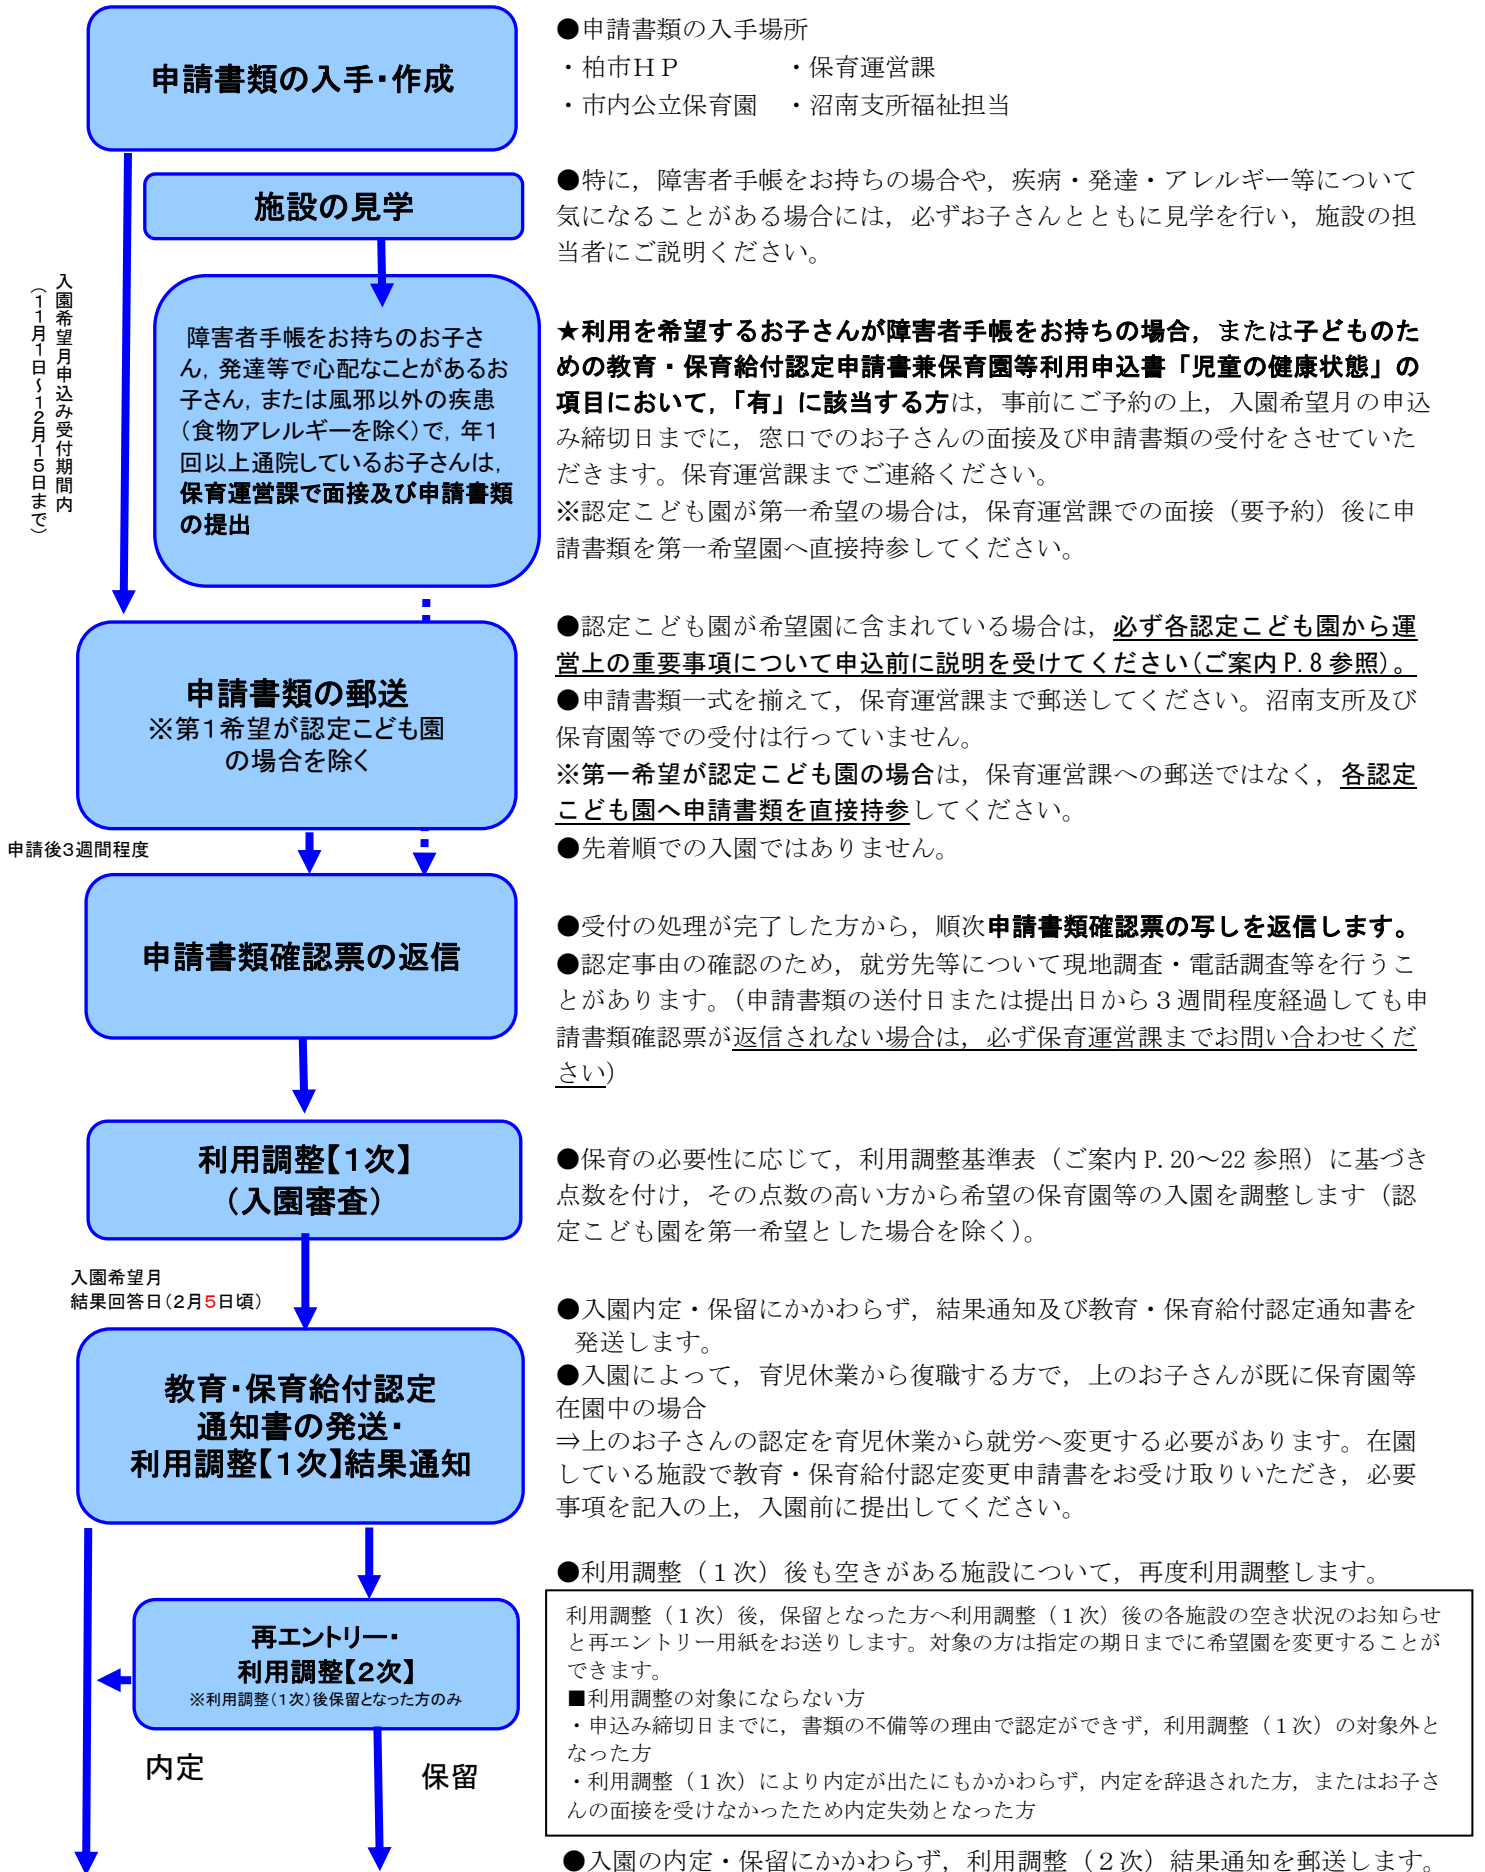 申請書類の入手・作成
●申請書類の入手場所
・柏市HP ・保育運営課
・市内公立保育園 ・沼南支所福祉担当
施設の見学
●特に，障害者手帳をお持ちの場合や，疾病・発達・アレルギー等について
気になることがある場合には，必ずお子さんとともに見学を行い，施設の担
当者にご説明ください。
入園希望月申込み受付期間内
（11月1日～12月15日まで）
障害者手帳をお持ちのお子さ
ん，発達等で心配なことがあるお
子さん，または風邪以外の疾患
（食物アレルギーを除く）で，年1
回以上通院しているお子さんは，
保育運営課で面接及び申請書類
の提出
★利用を希望するお子さんが障害者手帳をお持ちの場合，または子どものた
めの教育・保育給付認定申請書兼保育園等利用申込書「児童の健康状態」の
項目において，「有」に該当する方は，事前にご予約の上，入園希望月の申込
み締切日までに，窓口でのお子さんの面接及び申請書類の受付をさせていた
だきます。保育運営課までご連絡ください。
※認定こども園が第一希望の場合は，保育運営課での面接（要予約）後に申
請書類を第一希望園へ直接持参してください。
申請書類の郵送
※第1希望が認定こども園
の場合を除く
●認定こども園が希望園に含まれている場合は，必ず各認定こども園から運
営上の重要事項について申込前に説明を受けてください（ご案内P.8参照）。
●申請書類一式を揃えて，保育運営課まで郵送してください。沼南支所及び
保育園等での受付は行っていません。
※第一希望が認定こども園の場合は，保育運営課への郵送ではなく，各認定
こども園へ申請書類を直接持参してください。
●先着順での入園ではありません。
申請後3週間程度
申請書類確認票の返信
●受付の処理が完了した方から，順次申請書類確認票の写しを返信します。
●認定事由の確認のため，就労先等について現地調査・電話調査等を行うこ
とがあります。（申請書類の送付日または提出日から３週間程度経過しても申
請書類確認票が返信されない場合は，必ず保育運営課までお問い合わせくだ
さい）
利用調整【1次】
（入園審査）
●保育の必要性に応じて，利用調整基準表（ご案内P.20～22参照）に基づき
点数を付け，その点数の高い方から希望の保育園等の入園を調整します（認
定こども園を第一希望とした場合を除く）。
入園希望月
結果回答日（2月5日頃）
教育・保育給付認定
通知書の発送・
利用調整【1次】結果通知
●入園内定・保留にかかわらず，結果通知及び教育・保育給付認定通知書を
発送します。
●入園によって，育児休業から復職する方で，上のお子さんが既に保育園等
在園中の場合
⇒上のお子さんの認定を育児休業から就労へ変更する必要があります。在園
している施設で教育・保育給付認定変更申請書をお受け取りいただき，必要
事項を記入の上，入園前に提出してください。
●利用調整（１次）後も空きがある施設について，再度利用調整します。
再エントリー・
利用調整【2次】
※利用調整（1次）後保留となった方のみ
利用調整（１次）後，保留となった方へ利用調整（１次）後の各施設の空き状況のお知らせ
と再エントリー用紙をお送りします。対象の方は指定の期日までに希望園を変更することが
できます。
■利用調整の対象にならない方
・申込み締切日までに，書類の不備等の理由で認定ができず，利用調整（１次）の対象外と
なった方
・利用調整（１次）により内定が出たにもかかわらず，内定を辞退された方，またはお子さ
んの面接を受けなかったため内定失効となった方
内定
保留
●入園の内定・保留にかかわらず，利用調整（２次）結果通知を郵送します。